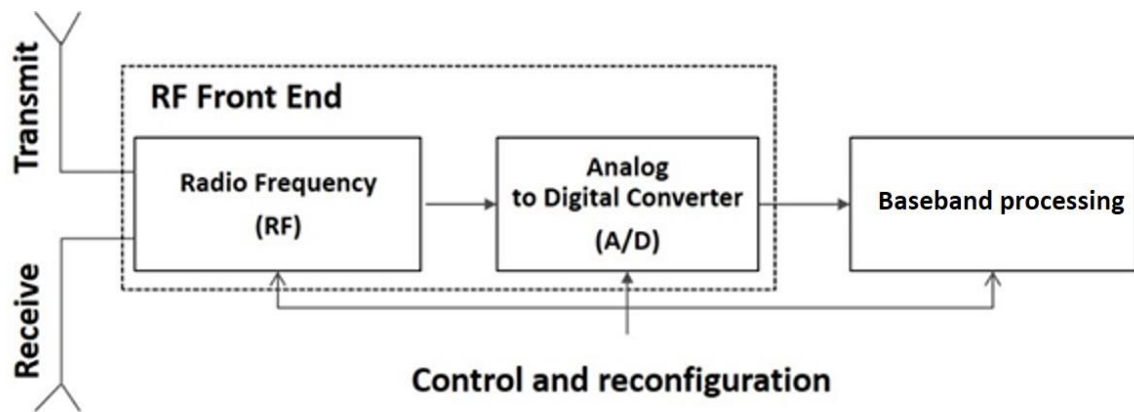 Transmit
RF Front End
Radio Frequency
(RF)
Analog
to Digital Converter
(A/D)
Baseband processing
Receive
Control and reconfiguration